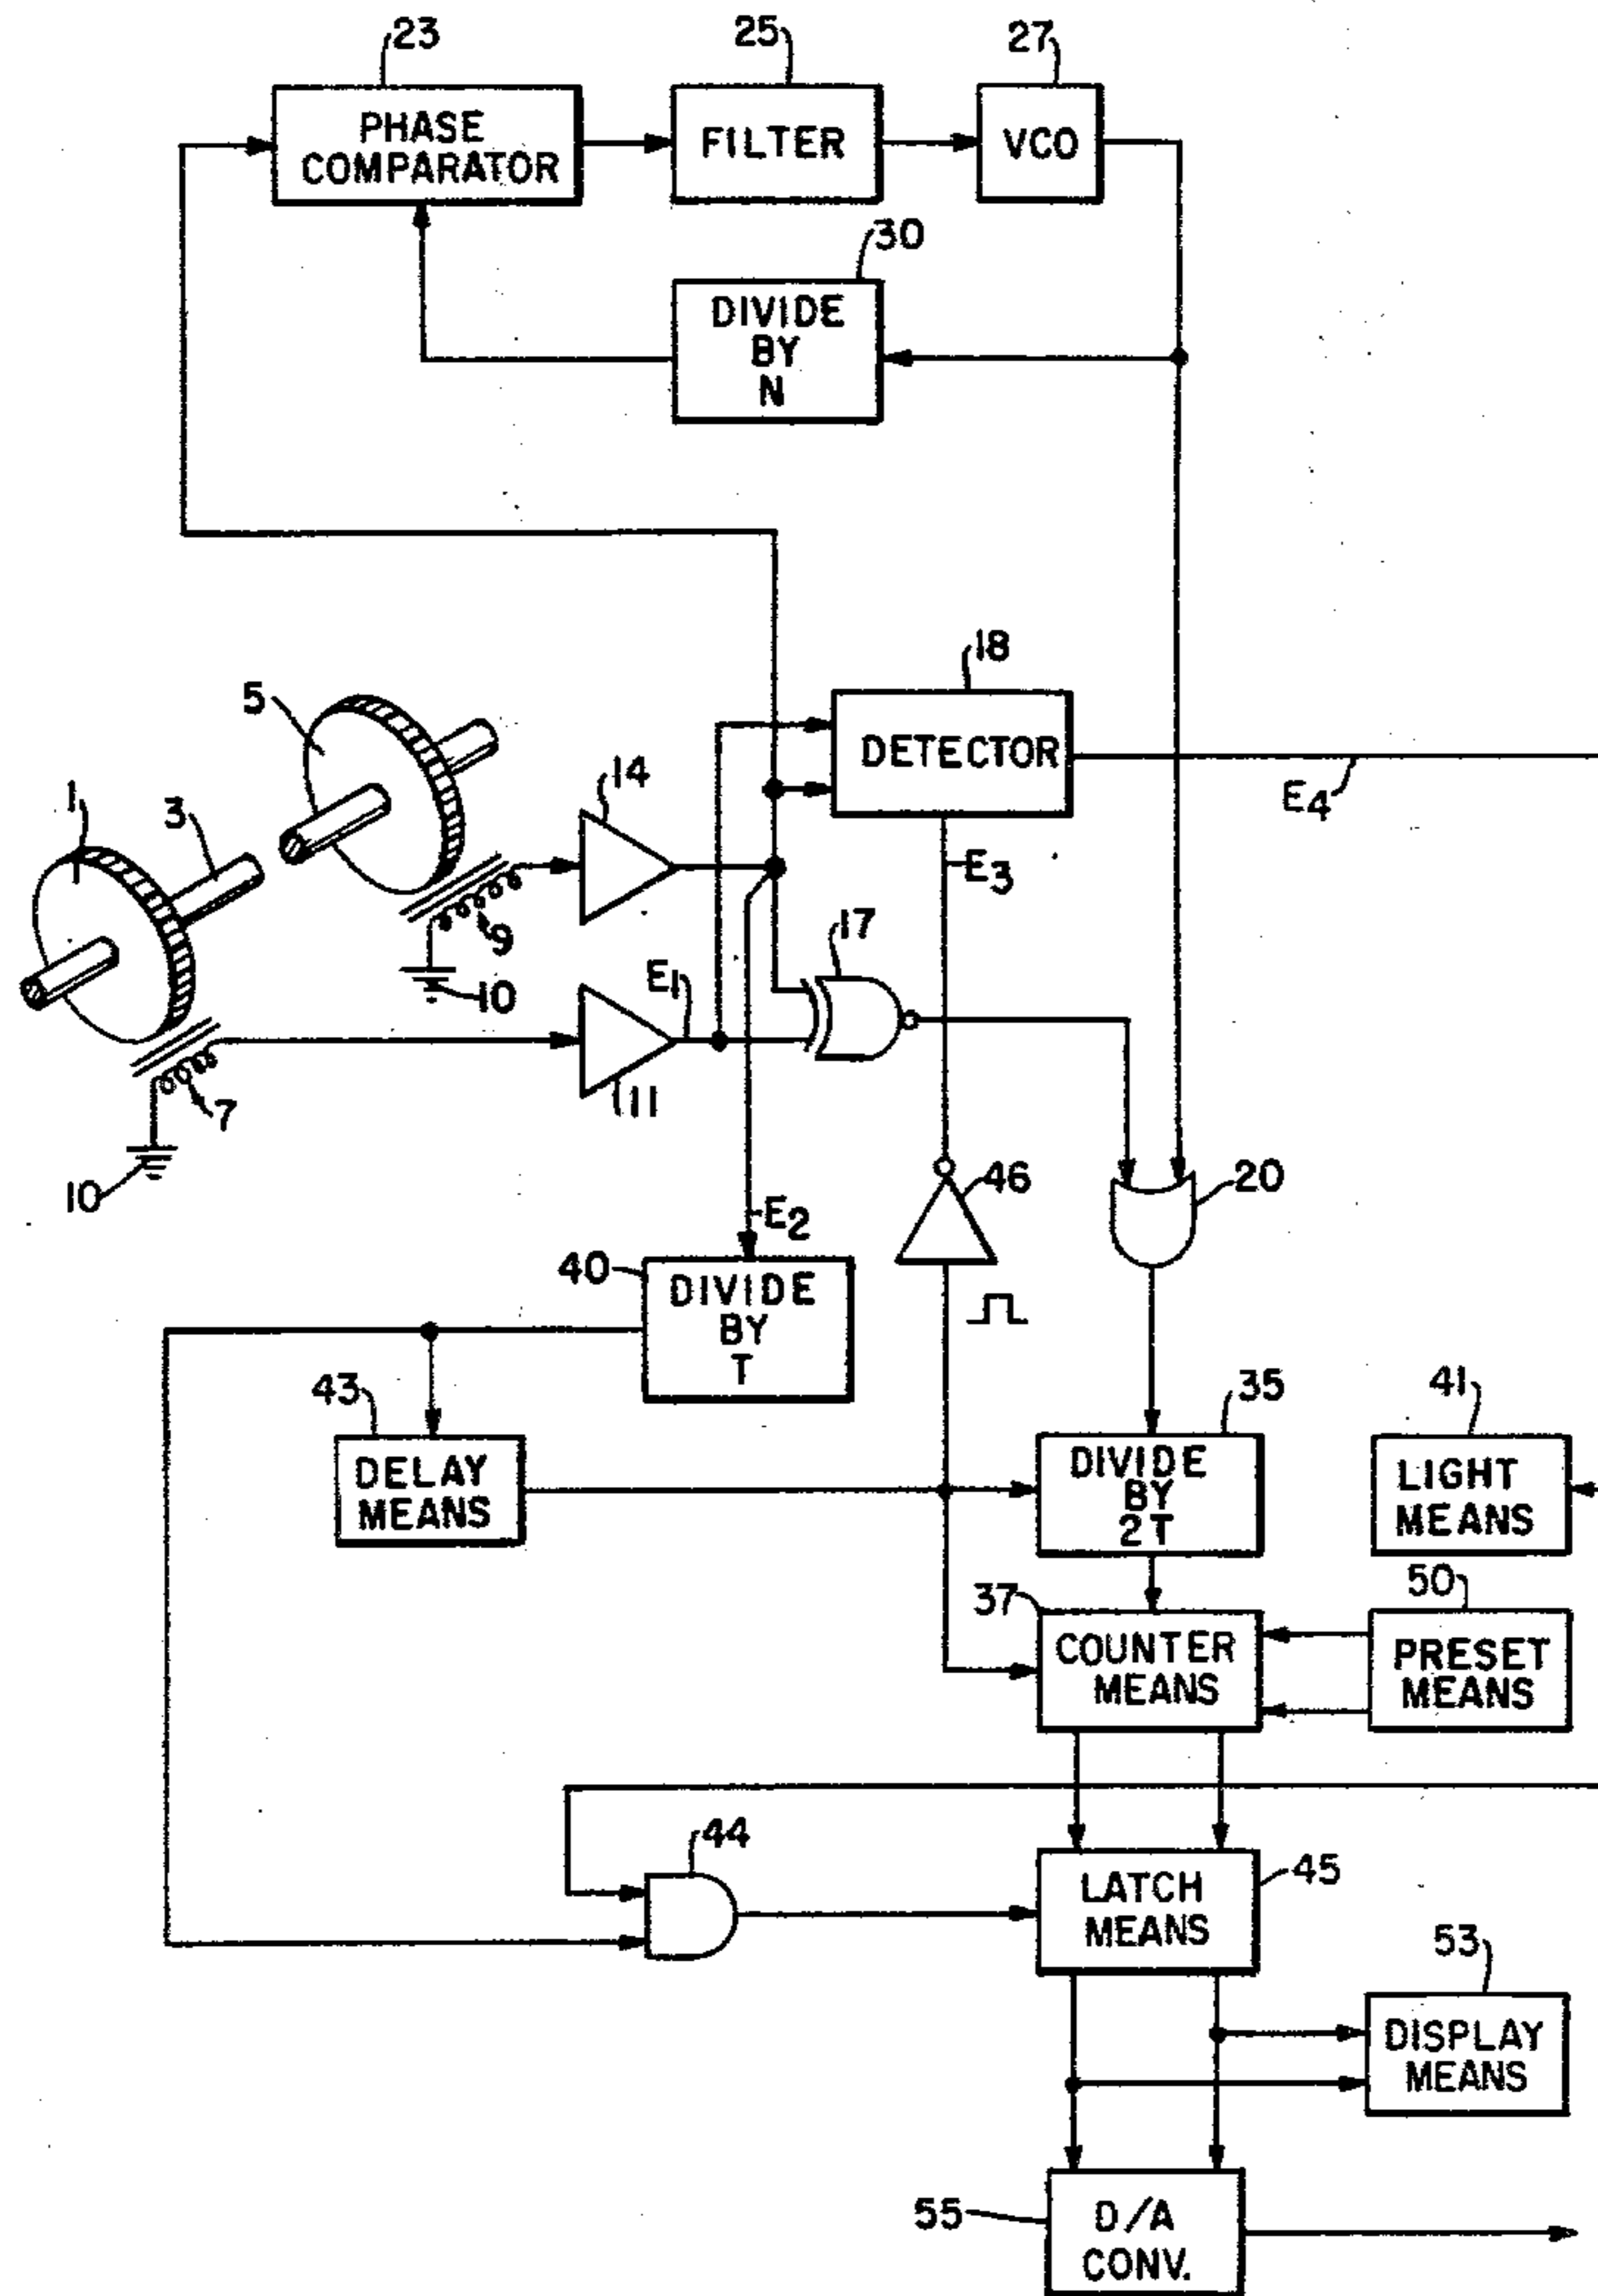 23
25
27
PHASE
COMPARATOR
FILTER
VCO
30
DIVIDE
BY
N
18
5
DETECTOR
14
1
3
E4
E3
9
17
E1
10
11
7
46
20
10
E2
40
DIVIDE
BY
T
43
35
41
DELAY
MEANS
DIVIDE
BY
2T
LIGHT
MEANS
37
50
COUNTER
MEANS
PRESET
MEANS
44
LATCH
MEANS
45
53
DISPLAY
MEANS
55
D/A
CONV.